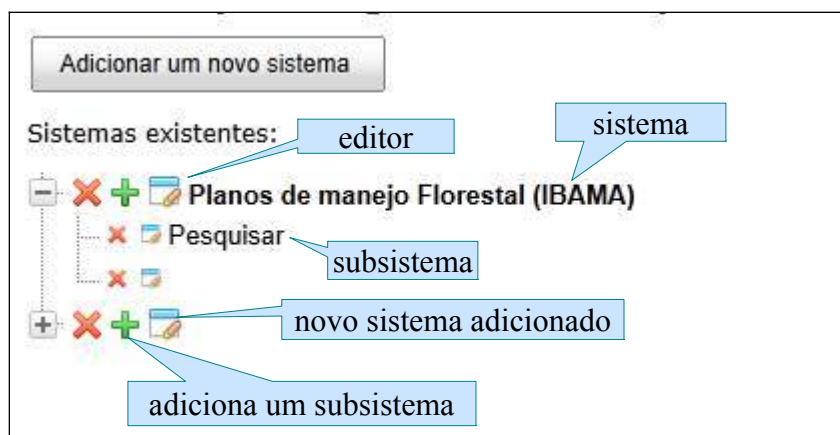 Adicionar um novo sistema
Sistemas existentes:
editor
sistema
Planos de manejo Florestal (IBAMA)
Pesquisar
subsistema
novo sistema adicionado
adiciona um subsistema